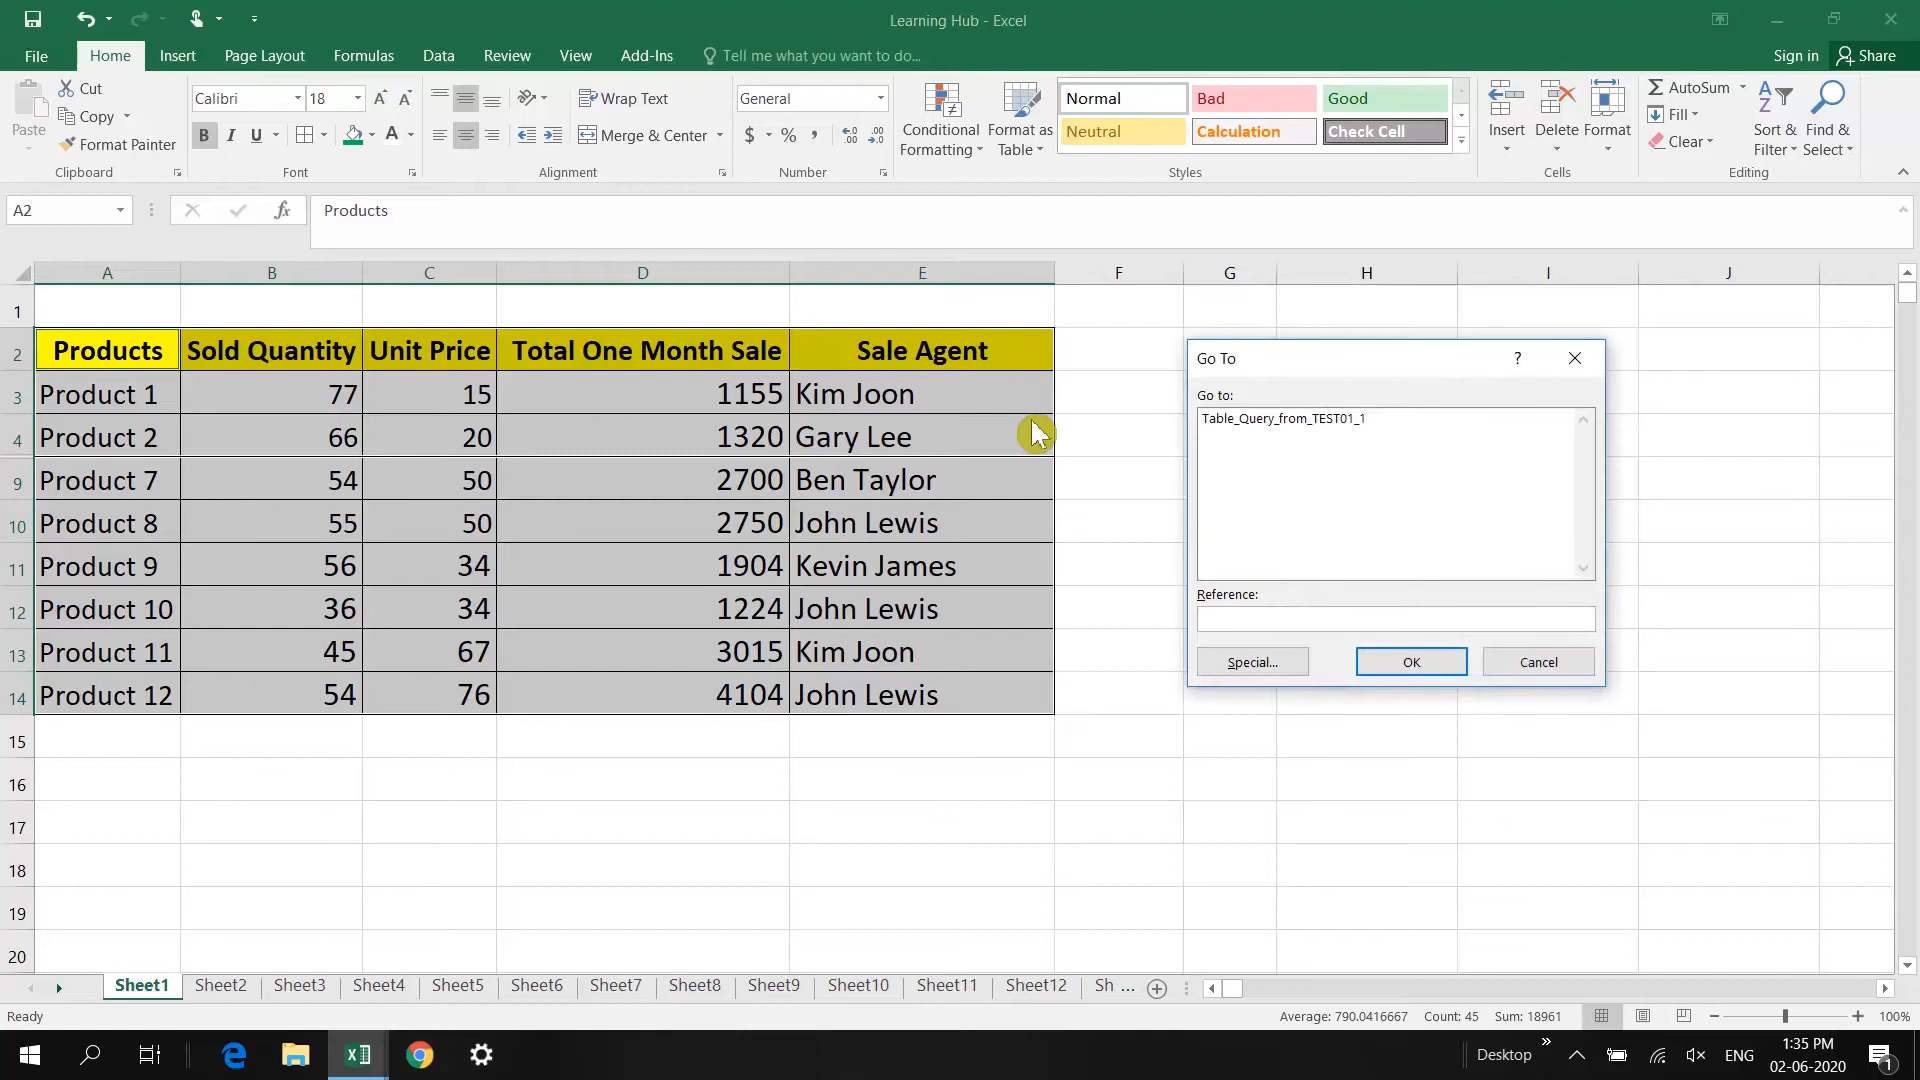 Learning Hub - Excel
File Home Insert Page Layout Formulas Data Review View Add-Ins Tell me what you want to do... Sign in Share
Paste
Cut
Copy
Format Painter
Clipboard
Calibri 18
B I U
Font
Wrap Text
Merge & Center
Alignment
General
$ % ,
Number
Conditional Formatting
Format as Table
Normal Bad Good
Neutral Calculation Check Cell
Styles
Insert Delete Format
Cells
AutoSum
Fill
Clear
Sort & Filter
Find & Select
Editing
A2 fx Products
A B C D E F G H I J
1
2 Products Sold Quantity Unit Price Total One Month Sale Sale Agent
3 Product 1 77 15 1155 Kim Joon
4 Product 2 66 20 1320 Gary Lee
9 Product 7 54 50 2700 Ben Taylor
10 Product 8 55 50 2750 John Lewis
11 Product 9 56 34 1904 Kevin James
12 Product 10 36 34 1224 John Lewis
13 Product 11 45 67 3015 Kim Joon
14 Product 12 54 76 4104 John Lewis
15
16
17
18
19
20
Go To ?
Go to:
Table_Query_from_TEST01_1
Reference:
Special... OK Cancel
Sheet1 Sheet2 Sheet3 Sheet4 Sheet5 Sheet6 Sheet7 Sheet8 Sheet9 Sheet10 Sheet11 Sheet12 Sh ...
Ready Average: 790.0416667 Count: 45 Sum: 18961 100%
Desktop » ENG 1:35 PM
02-06-2020
1